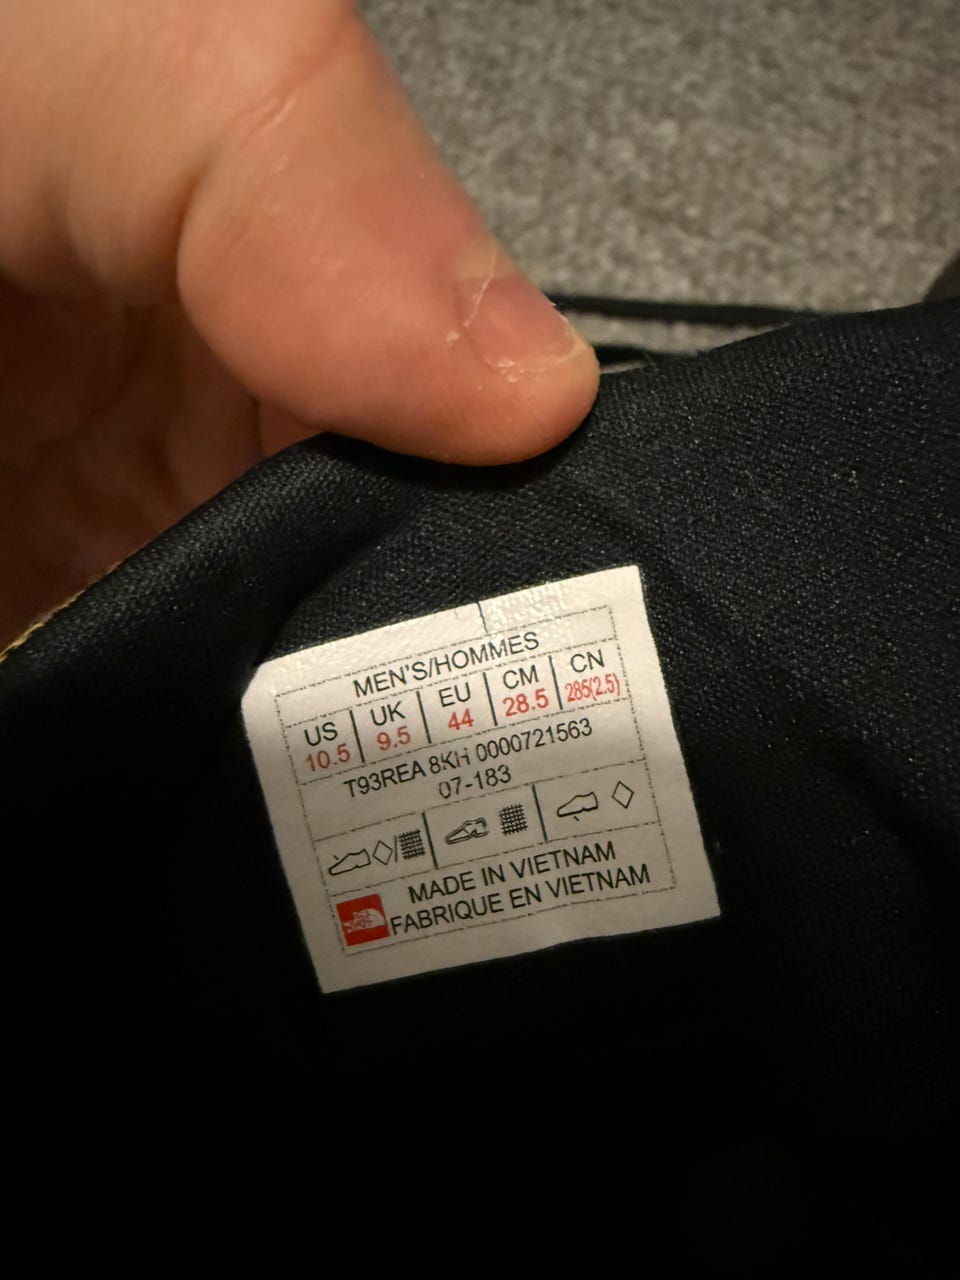 MEN'S/HOMMES
US UK EU CM CN
10.5 9.5 44 28.5 285(2.5)
T93REA 8KH 0000721563
07-183
MADE IN VIETNAM
FABRIQUE EN VIETNAM